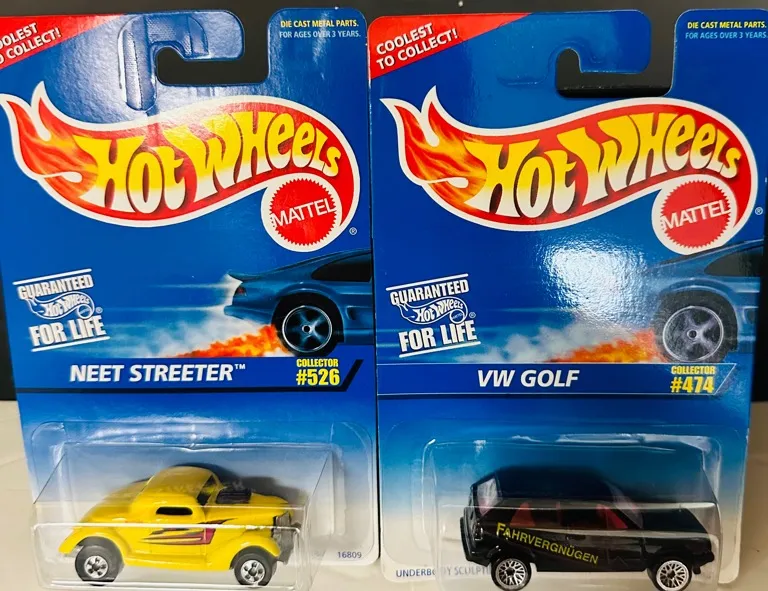 COOLEST
TO COLLECT!
DIE CAST METAL PARTS.
FOR AGES OVER 3 YEARS.
HOT WHEELS
MATTEL
®
GUARANTEED
Hot Wheels
FOR LIFE
NEET STREETER™
COLLECTOR
#526
16809
COOLEST
TO COLLECT!
DIE CAST METAL PARTS.
FOR AGES OVER 3 YEARS.
HOT WHEELS
MATTEL
®
GUARANTEED
Hot Wheels
FOR LIFE
VW GOLF
COLLECTOR
#474
FAHRVERGNÜGEN